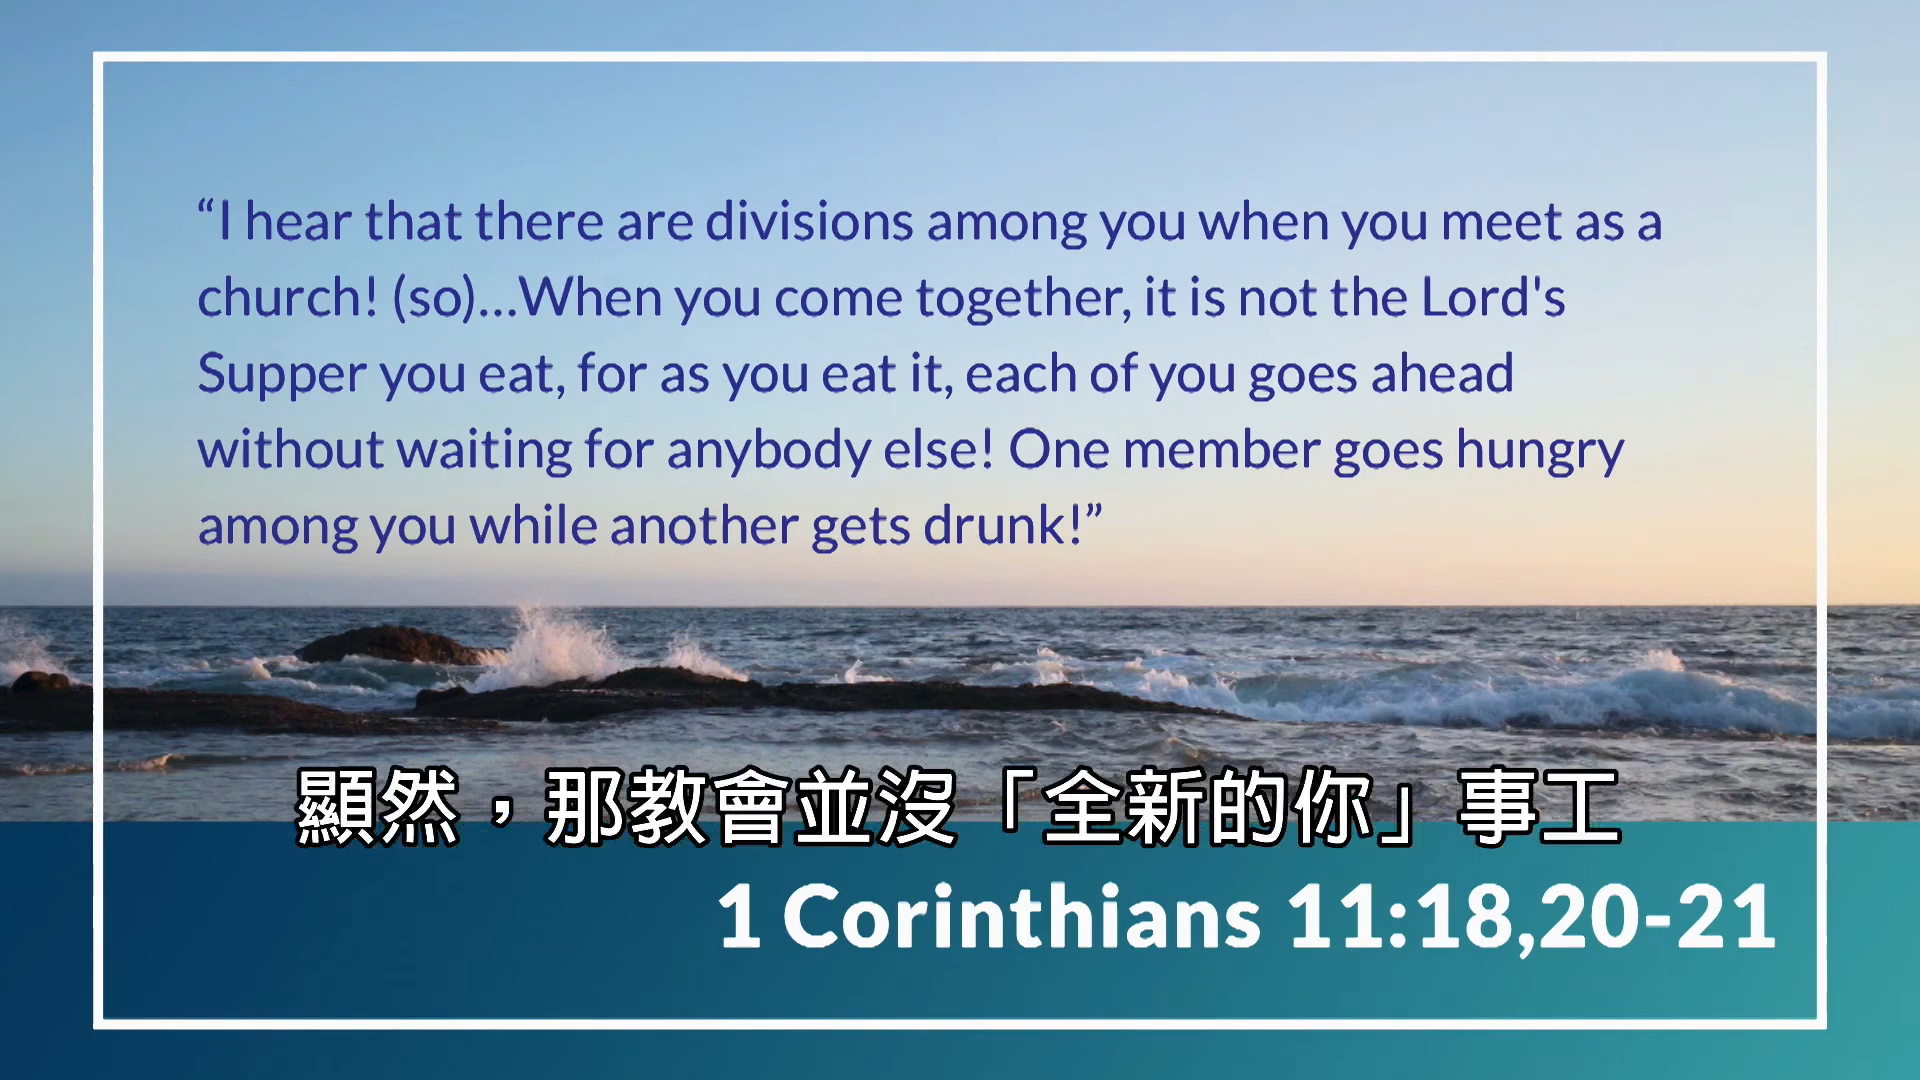 “I hear that there are divisions among you when you meet as a
church! (so)...When you come together, it is not the Lord's
Supper you eat, for as you eat it, each of you goes ahead
without waiting for anybody else! One member goes hungry
among you while another gets drunk!”
顯然，那教會並沒「全新的你」事工
1 Corinthians 11:18,20-21